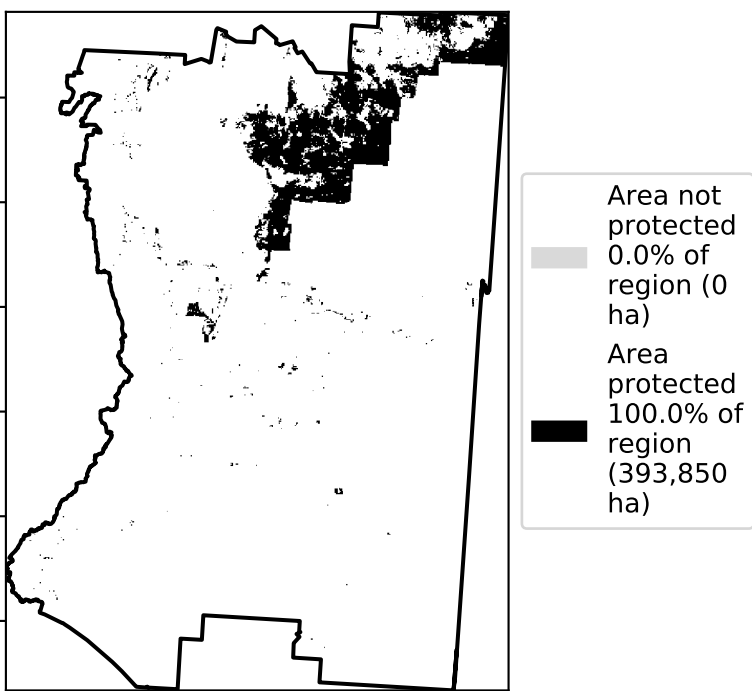 Area not
protected
0.0% of
region (0
ha)
Area
protected
100.0% of
region
(393,850
ha)